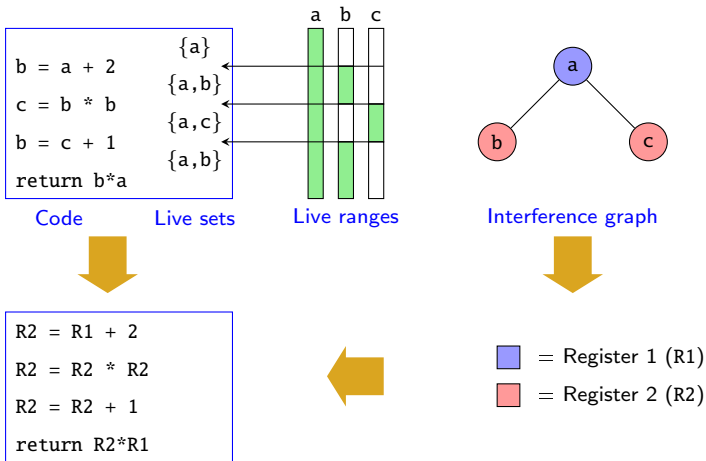 a b c
{a}
b = a + 2
{a,b}
c = b * b
{a,c}
b = c + 1
{a,b}
return b*a
a
b c
Code Live sets Live ranges Interference graph
R2 = R1 + 2
R2 = R2 * R2
R2 = R2 + 1
return R2*R1
= Register 1 (R1)
= Register 2 (R2)